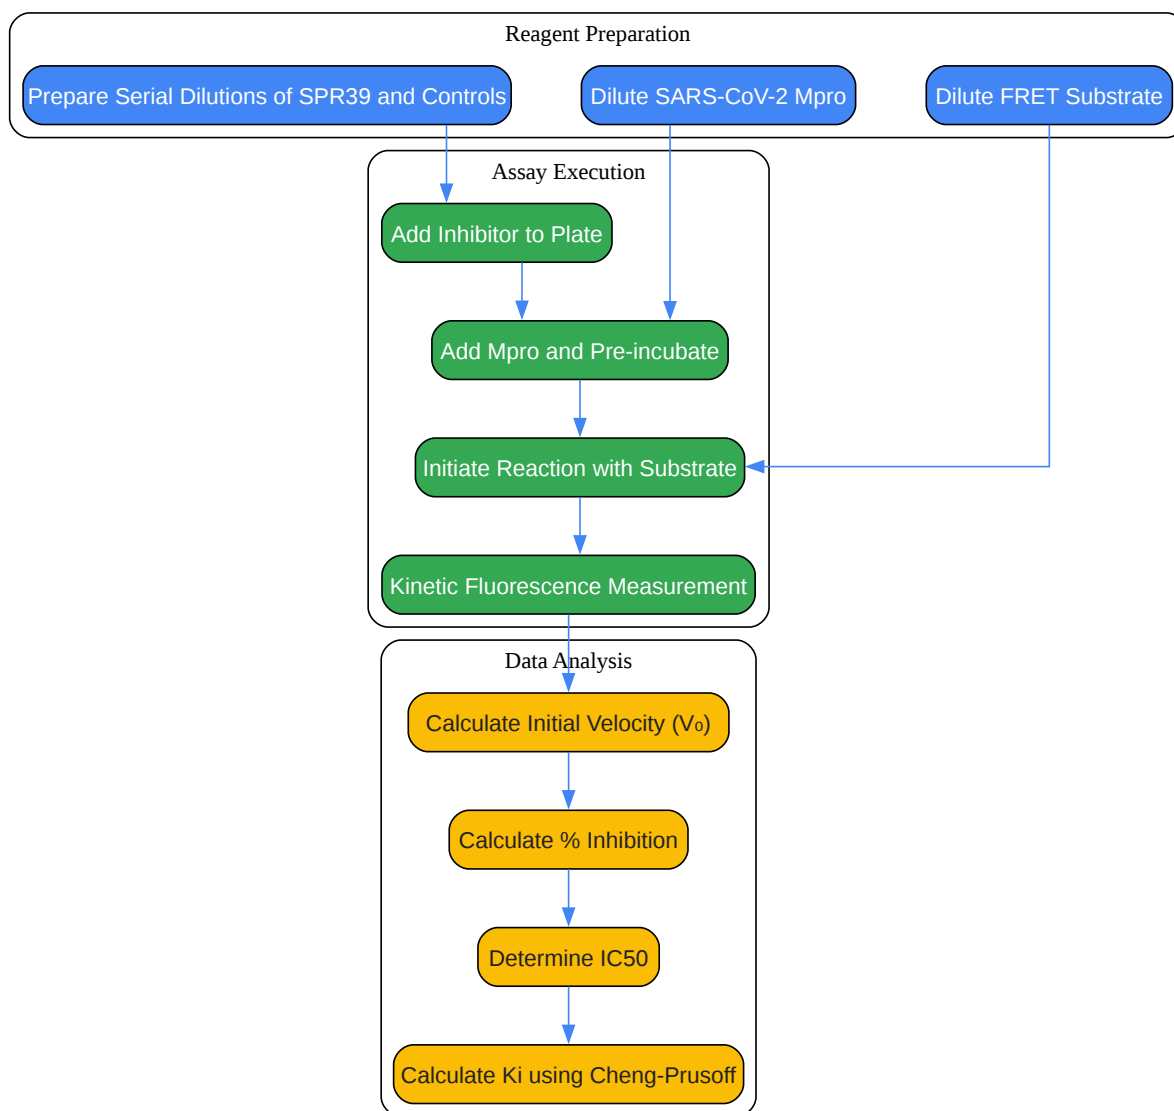 Reagent Preparation
Prepare Serial Dilutions of SPR39 and Controls
Dilute SARS-CoV-2 Mpro
Dilute FRET Substrate
Assay Execution
Add Inhibitor to Plate
Add Mpro and Pre-incubate
Initiate Reaction with Substrate
Kinetic Fluorescence Measurement
Data Analysis
Calculate Initial Velocity (V₀)
Calculate % Inhibition
Determine IC50
Calculate Ki using Cheng-Prusoff